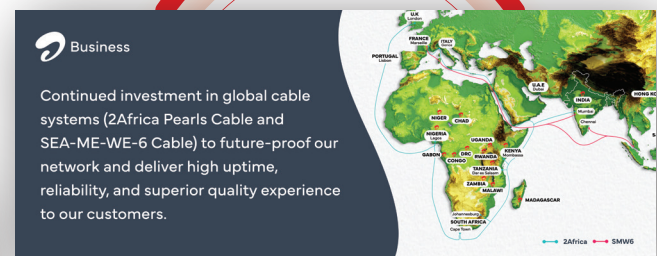 Business
Continued investment in global cable
systems (2Africa Pearls Cable and
SEA-ME-WE-6 Cable) to future-proof our
network and deliver high uptime,
reliability, and superior quality experience
to our customers.
U.K
London
FRANCE
Marseille
ITALY
Genoa
PORTUGAL
Lisbon
U.A.E
Dubai
INDIA
Mumbai
Chennai
HONG KO
NIGER
CHAD
NIGERIA
Lagos
UGANDA
GABON
DRC
CONGO
RWANDA
KENYA
Mombassa
TANZANIA
Dar es Salaam
ZAMBIA
MALAWI
MADAGASCAR
Johannesburg
SOUTH AFRICA
Cape Town
2Africa
SMW6